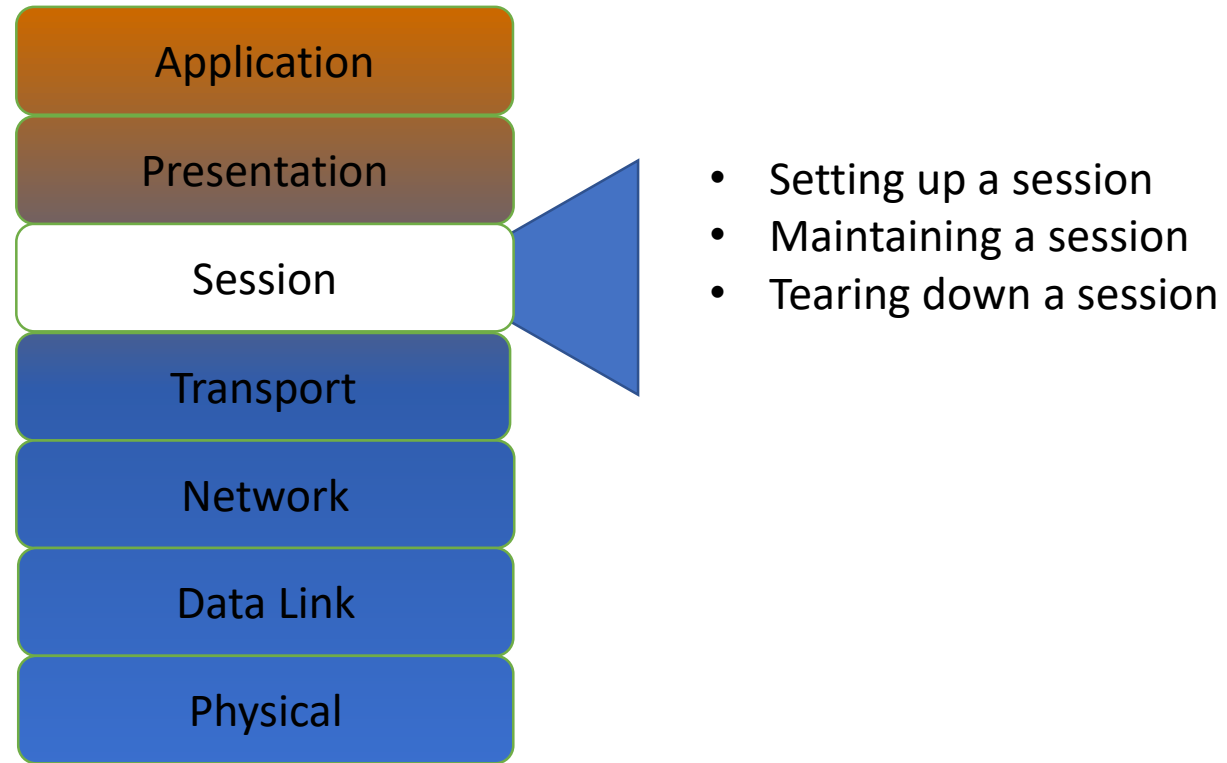 Application
Presentation
Session
Transport
Network
Data Link
Physical
• Setting up a session
• Maintaining a session
• Tearing down a session